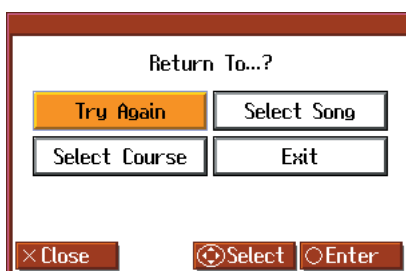 Return To...?
Try Again Select Song
Select Course Exit
×Close Select ○Enter